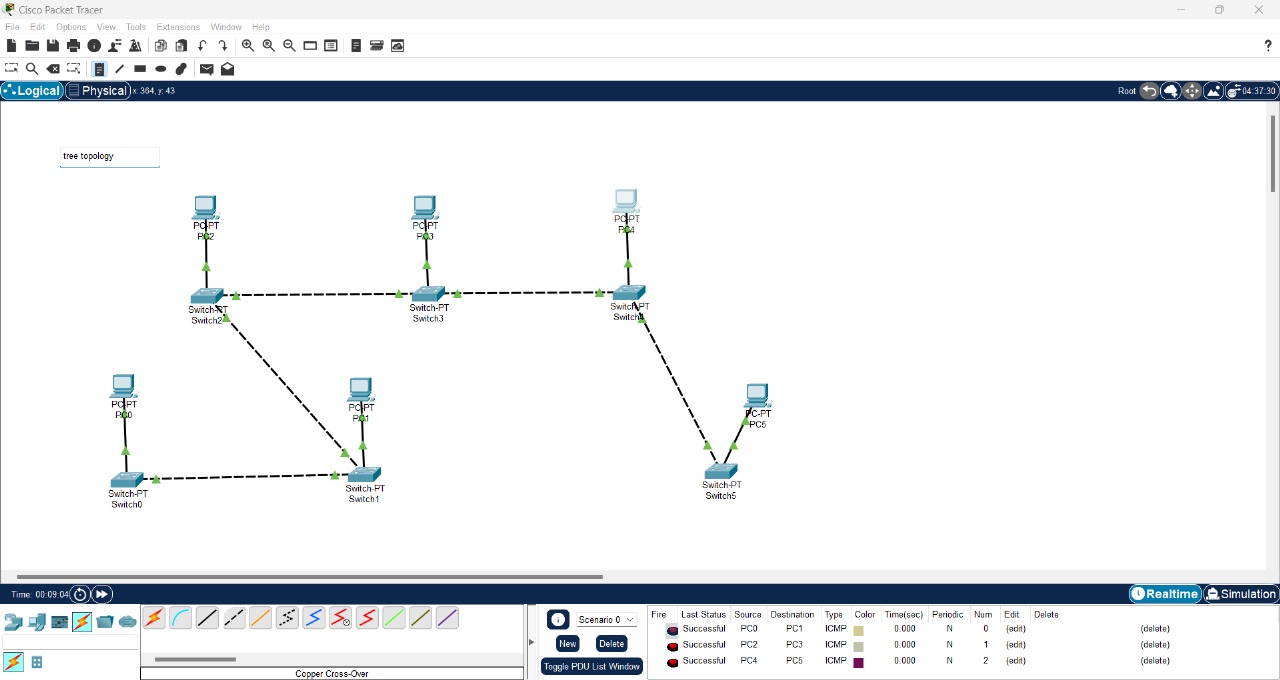 Cisco Packet Tracer
File Edit Options View Tools Extensions Window Help
?
Logical Physical x: 364, y: 43 Root 04:37:30
tree topology
PC-PT
PC2
PC-PT
PC3
PC-PT
PC4
Switch-PT
Switch2
Switch-PT
Switch3
Switch-PT
Switch4
PC-PT
PC0
PC-PT
PC1
PC-PT
PC5
Switch-PT
Switch0
Switch-PT
Switch1
Switch-PT
Switch5
Time: 00:09:04 Realtime Simulation
Scenario 0
New Delete
Toggle PDU List Window
Fire Last Status Source Destination Type Color Time(sec) Periodic Num Edit Delete
Successful PC0 PC1 ICMP 0.000 N 0 (edit) (delete)
Successful PC2 PC3 ICMP 0.000 N 1 (edit) (delete)
Successful PC4 PC5 ICMP 0.000 N 2 (edit) (delete)
Copper Cross-Over